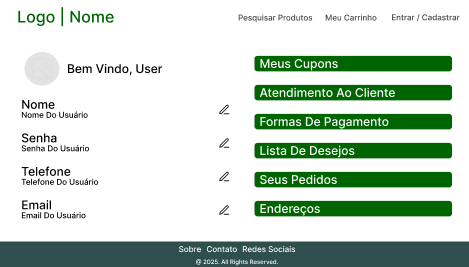 Logo | Nome
Pesquisar Produtos Meu Carrinho Entrar / Cadastrar
Bem Vindo, User
Nome
Nome Do Usuário
Senha
Senha Do Usuário
Telefone
Telefone Do Usuário
Email
Email Do Usuário
Meus Cupons
Atendimento Ao Cliente
Formas De Pagamento
Lista De Desejos
Seus Pedidos
Endereços
Sobre Contato Redes Sociais
@ 2025. All Rights Reserved.